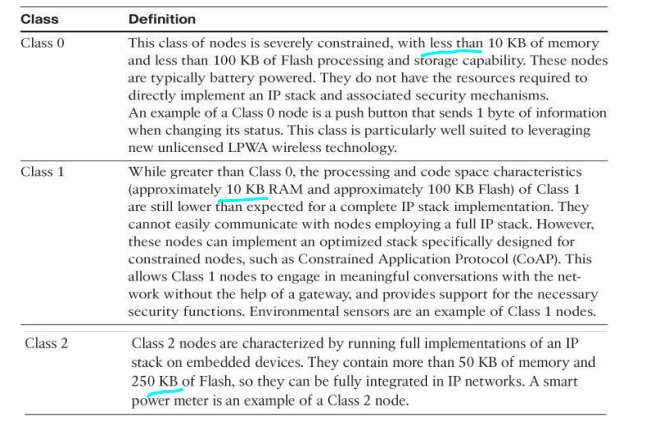 Class Definition
Class 0 This class of nodes is severely constrained, with less than 10 KB of memory
and less than 100 KB of Flash processing and storage capability. These nodes
are typically battery powered. They do not have the resources required to
directly implement an IP stack and associated security mechanisms.
An example of a Class 0 node is a push button that sends 1 byte of information
when changing its status. This class is particularly well suited to leveraging
new unlicensed LPWA wireless technology.
Class 1 While greater than Class 0, the processing and code space characteristics
(approximately 10 KB RAM and approximately 100 KB Flash) of Class 1
are still lower than expected for a complete IP stack implementation. They
cannot easily communicate with nodes employing a full IP stack. However,
these nodes can implement an optimized stack specifically designed for
constrained nodes, such as Constrained Application Protocol (CoAP). This
allows Class 1 nodes to engage in meaningful conversations with the net-
work without the help of a gateway, and provides support for the necessary
security functions. Environmental sensors are an example of Class 1 nodes.
Class 2 Class 2 nodes are characterized by running full implementations of an IP
stack on embedded devices. They contain more than 50 KB of memory and
250 KB of Flash, so they can be fully integrated in IP networks. A smart
power meter is an example of a Class 2 node.